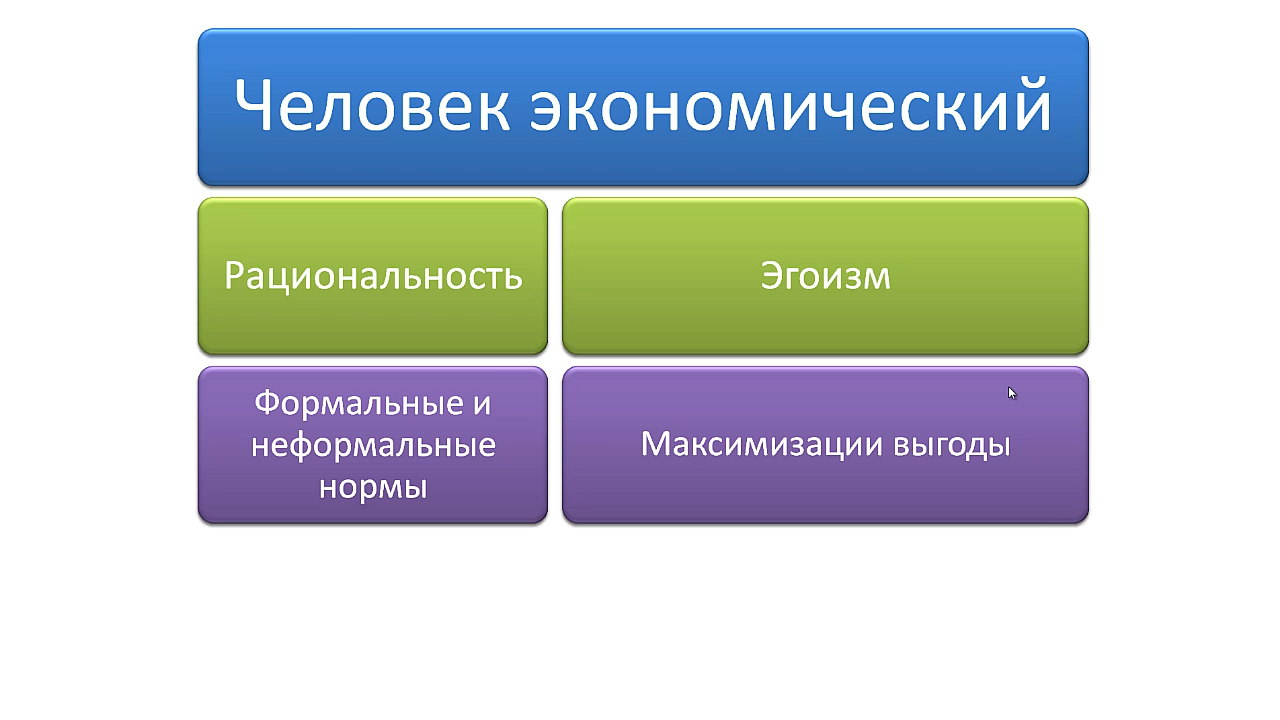 Человек экономический
Рациональность
Эгоизм
Формальные и
неформальные
нормы
Максимизации выгоды